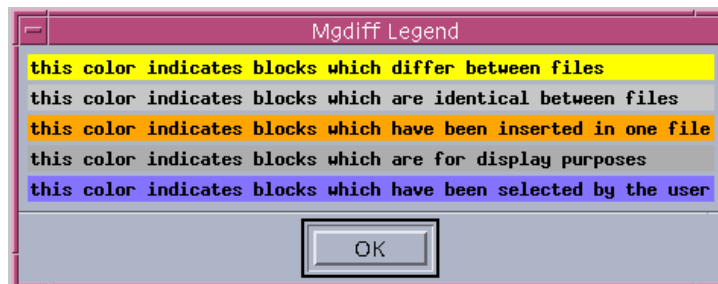 Mgdiff Legend
this color indicates blocks which differ between files
this color indicates blocks which are identical between files
this color indicates blocks which have been inserted in one file
this color indicates blocks which are for display purposes
this color indicates blocks which have been selected by the user
OK